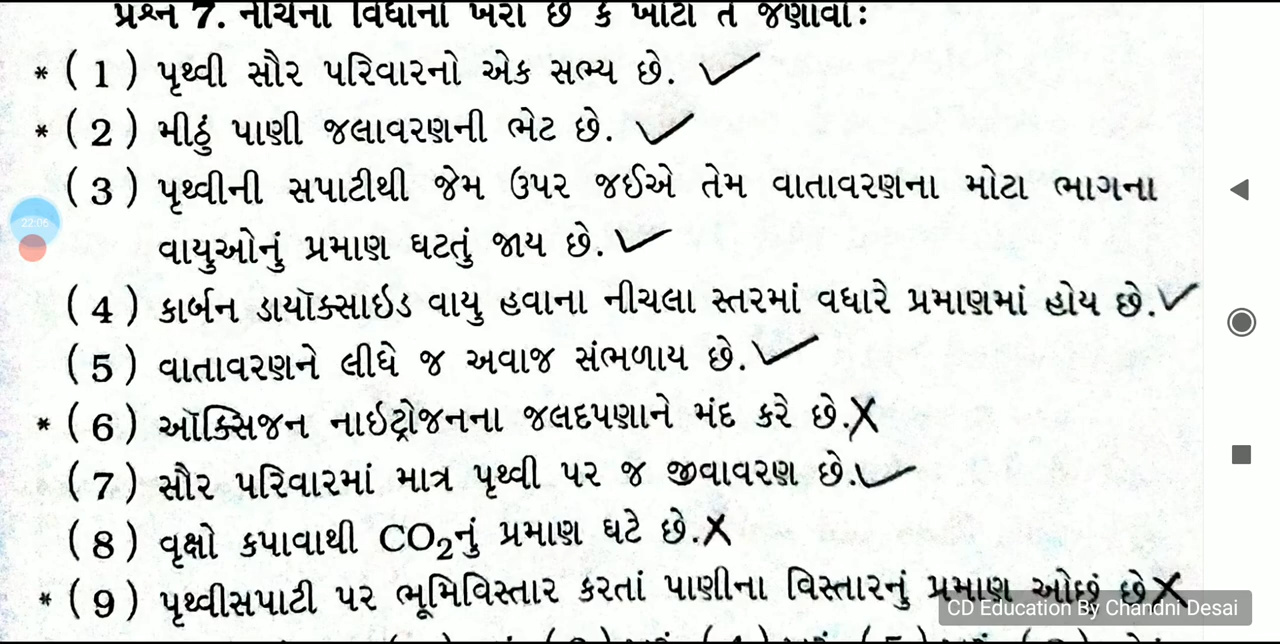 પ્રશ્ન 7. નીચેનાં વિધાનો ખરાં છે કે ખોટાં તે જણાવો:
* ( 1 ) પૃથ્વી સૌર પરિવારનો એક સભ્ય છે. ✓
* ( 2 ) મીઠું પાણી જલાવરણની ભેટ છે. ✓
( 3 ) પૃથ્વીની સપાટીથી જેમ ઉપર જઈએ તેમ વાતાવરણના મોટા ભાગના
22:05
વાયુઓનું પ્રમાણ ઘટતું જાય છે. ✓
( 4 ) કાર્બન ડાયૉક્સાઇડ વાયુ હવાના નીચલા સ્તરમાં વધારે પ્રમાણમાં હોય છે. ✓
( 5 ) વાતાવરણને લીધે જ અવાજ સંભળાય છે. ✓
* ( 6 ) ઑક્સિજન નાઇટ્રોજનના જલદપણાને મંદ કરે છે. X
( 7 ) સૌર પરિવારમાં માત્ર પૃથ્વી પર જ જીવાવરણ છે. ✓
( 8 ) વૃક્ષો કપાવાથી CO₂નું પ્રમાણ ઘટે છે. X
* ( 9 ) પૃથ્વીસપાટી પર ભૂમિવિસ્તાર કરતાં પાણીના વિસ્તારનું પ્રમાણ ઓછું છે X
CD Education By Chandni Desai